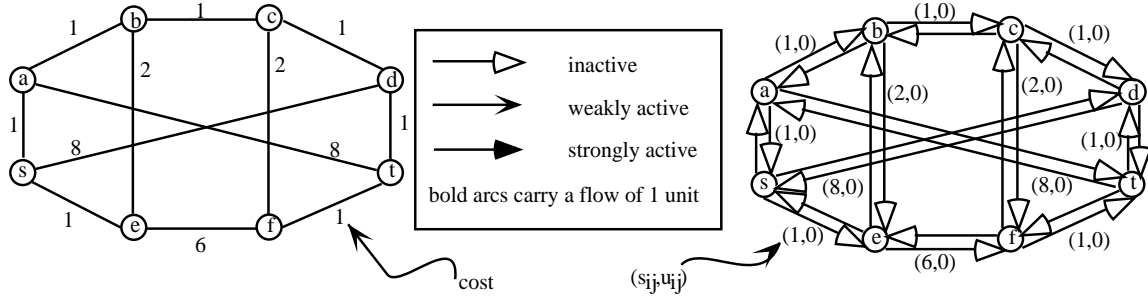 1
b
c
1
1
2
2
a
d
1
8
8
1
s
t
1
e
f
1
6
cost
inactive
weakly active
strongly active
bold arcs carry a flow of 1 unit
(1,0)
b
c
(1,0)
(1,0)
a
(2,0)
(2,0)
d
(1,0)
(1,0)
s
(8,0)
(8,0)
t
(1,0)
e
f
(1,0)
(6,0)
(sij,uij)